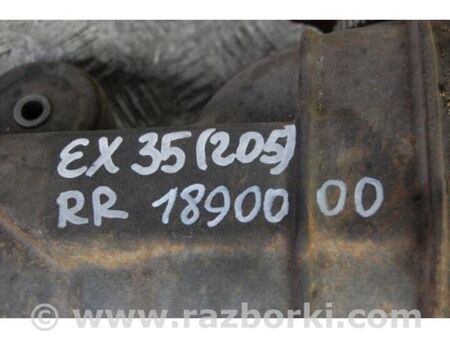 EX 35(205)
RR 18900 00
© www.razborki.com